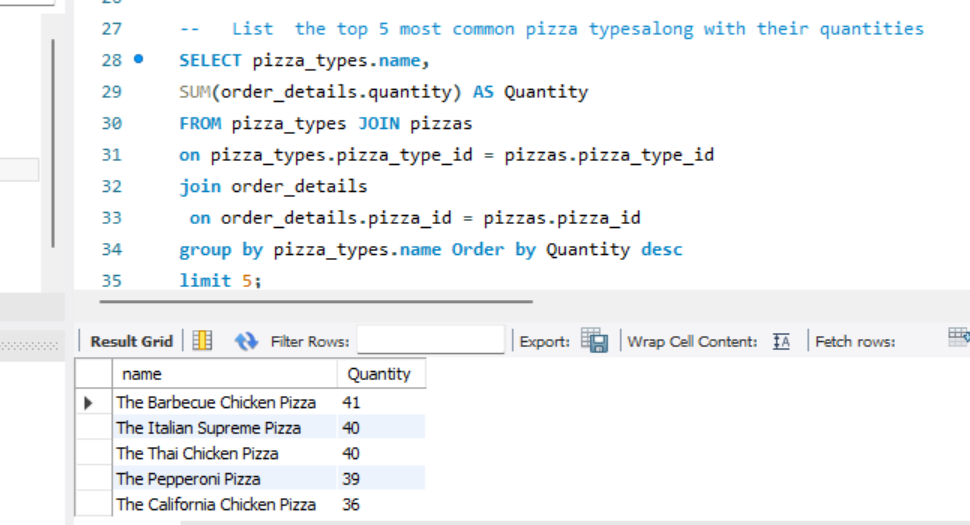 27 -- List the top 5 most common pizza typesalong with their quantities
28 SELECT pizza_types.name,
29 SUM(order_details.quantity) AS Quantity
30 FROM pizza_types JOIN pizzas
31 on pizza_types.pizza_type_id = pizzas.pizza_type_id
32 join order_details
33 on order_details.pizza_id = pizzas.pizza_id
34 group by pizza_types.name Order by Quantity desc
35 limit 5;
Result Grid Filter Rows: Export: Wrap Cell Content: IA Fetch rows:
name Quantity
The Barbecue Chicken Pizza 41
The Italian Supreme Pizza 40
The Thai Chicken Pizza 40
The Pepperoni Pizza 39
The California Chicken Pizza 36